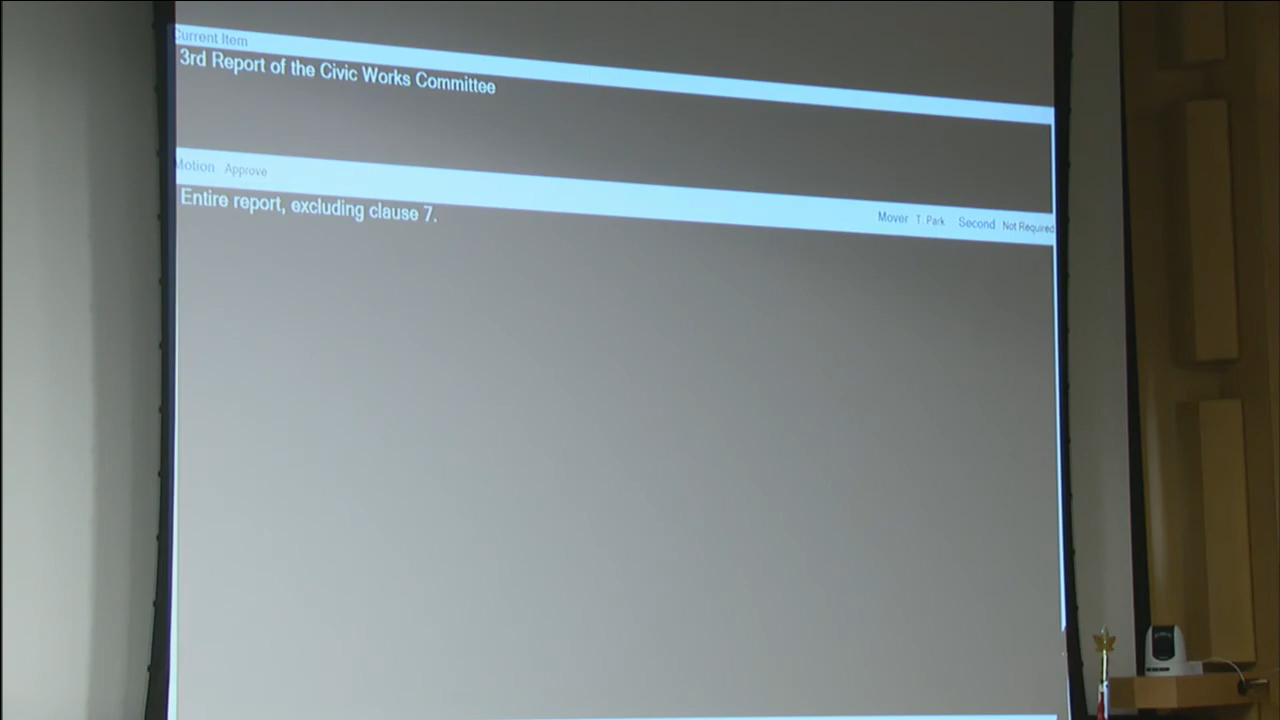 Current Item
3rd Report of the Civic Works Committee
Motion Approve
Mover T. Park Second Not Required
Entire report, excluding clause 7.